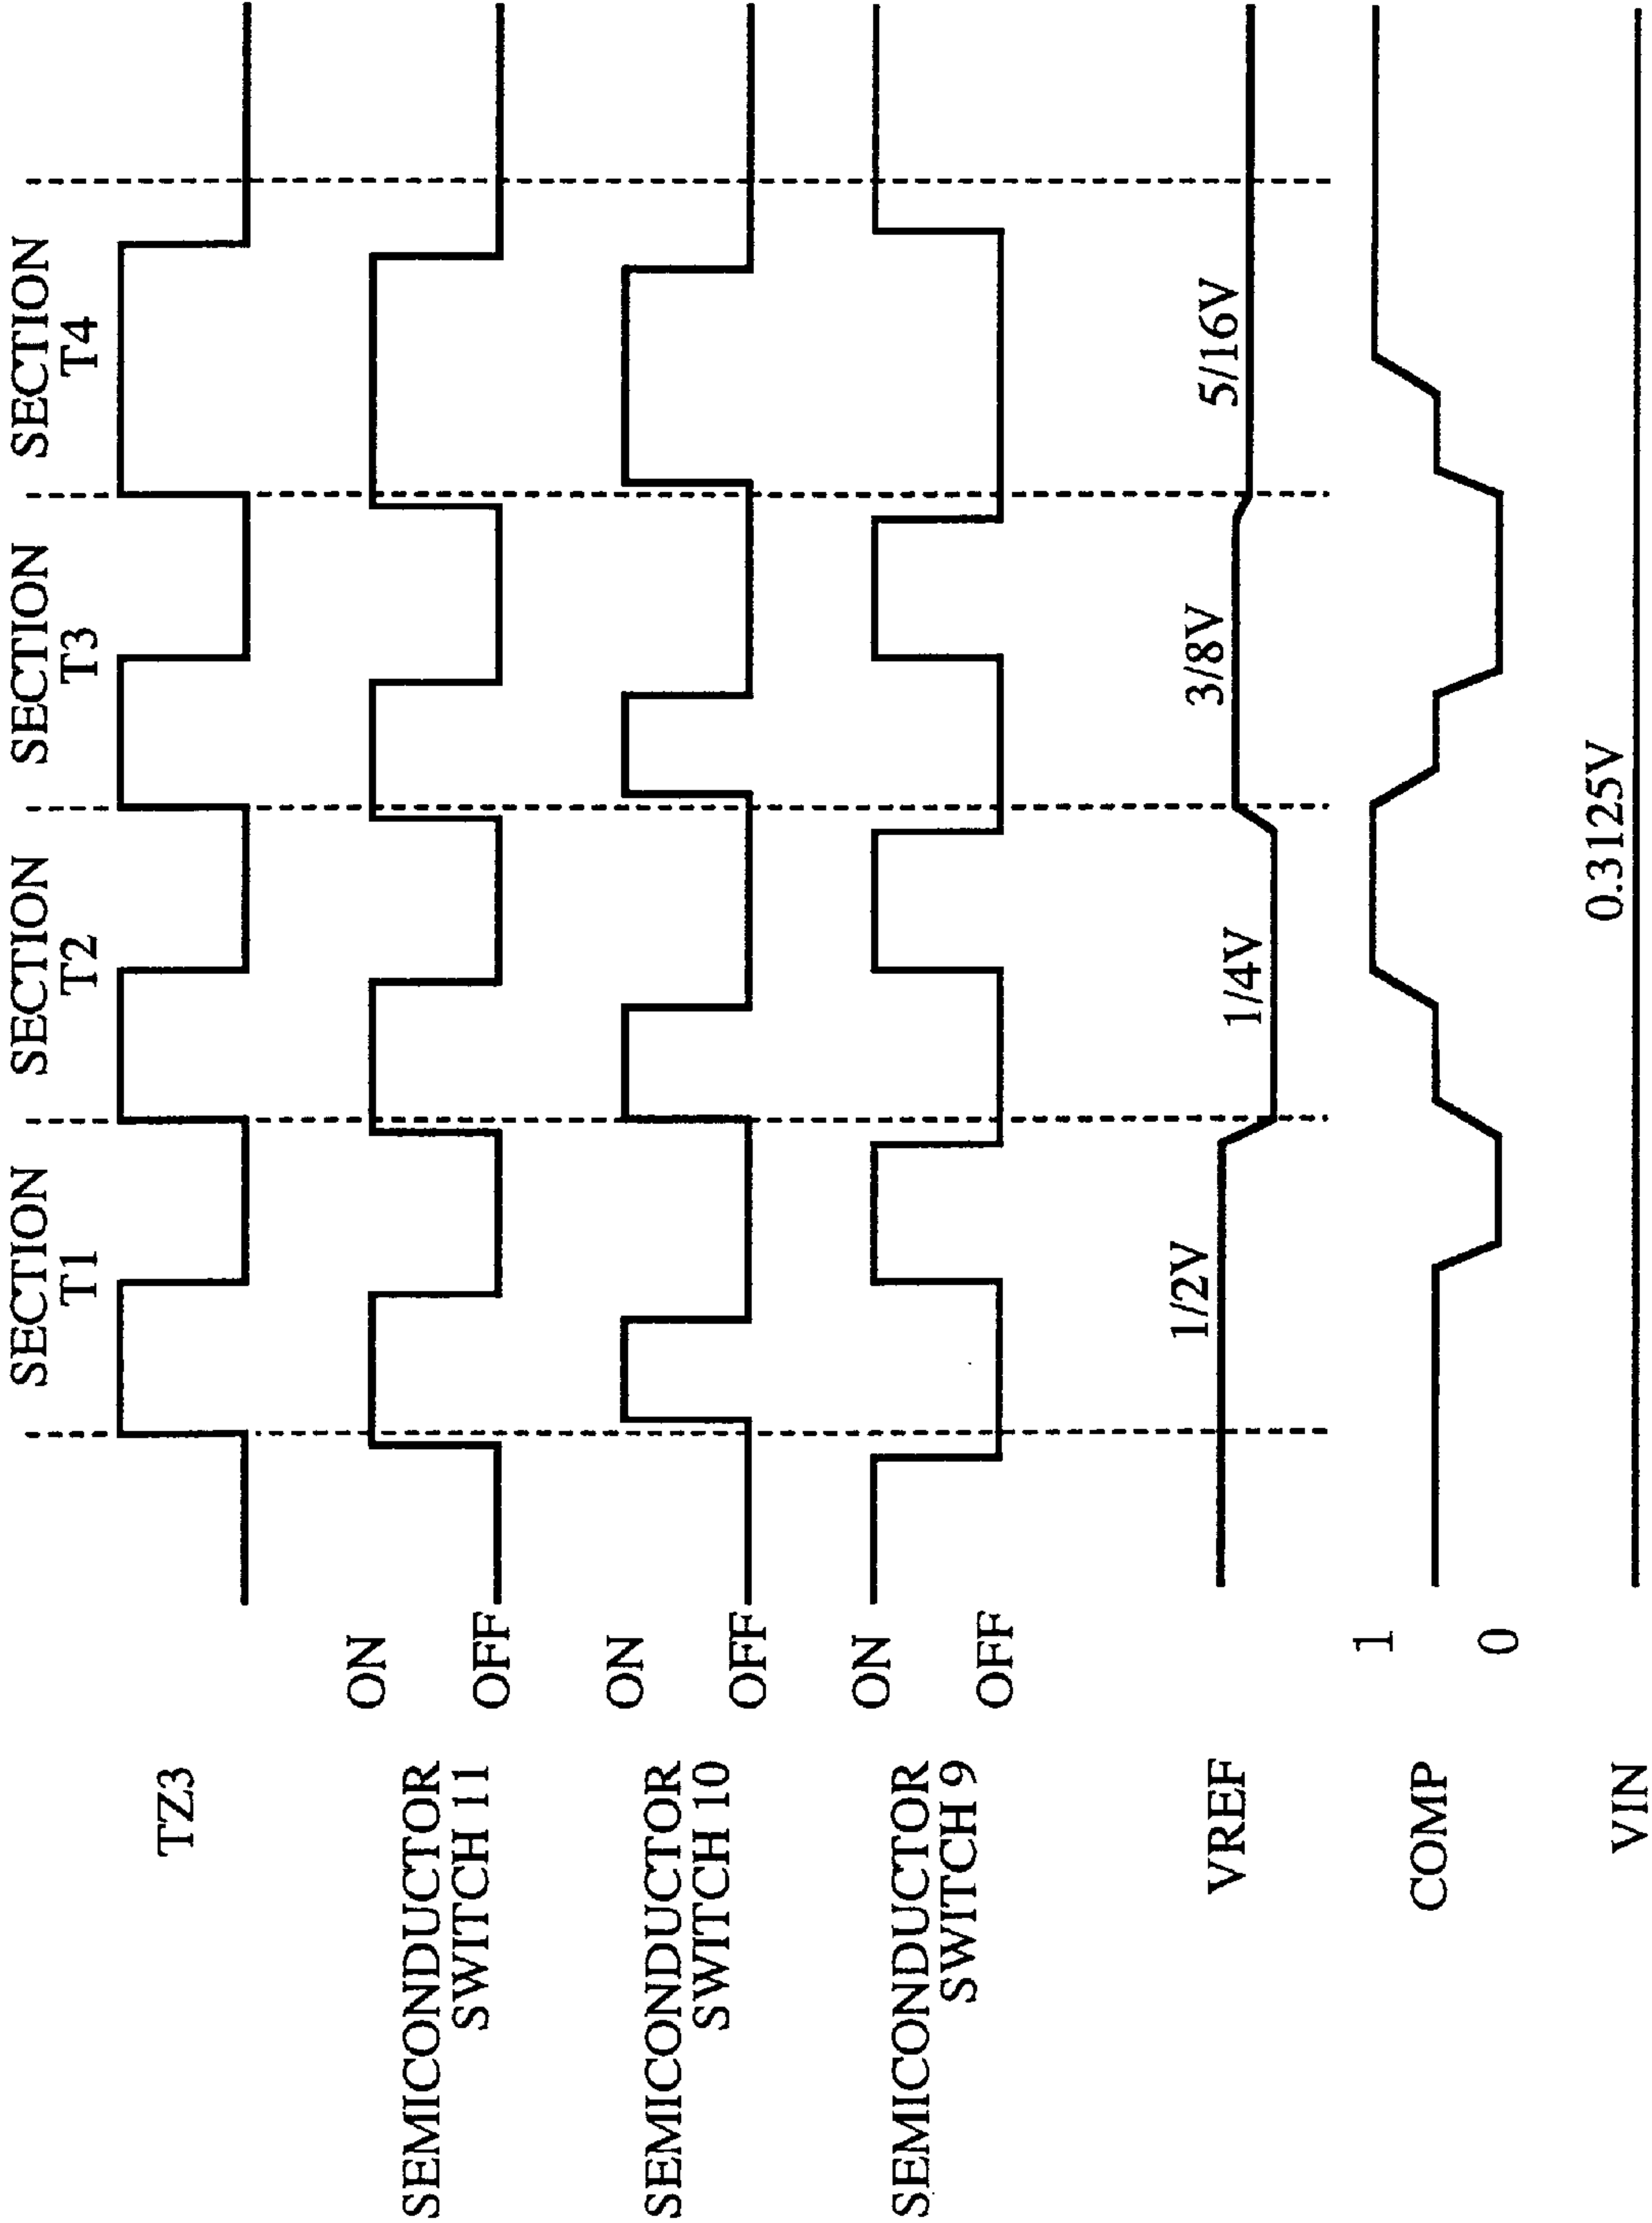 SECTION
T1
SECTION
T2
SECTION
T3
SECTION
T4
TZ3
ON
SEMICONDUCTOR
SWITCH 11
OFF
ON
SEMICONDUCTOR
SWITCH 10
OFF
ON
SEMICONDUCTOR
SWITCH 9
OFF
VREF
1/2V
1/4V
3/8V
5/16V
1
COMP
0
VIN
0.3125V